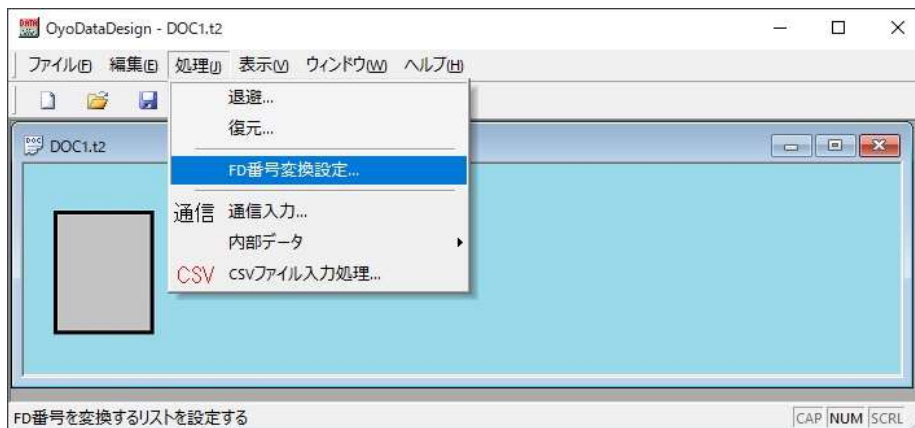 OyoDataDesign - DOC1.t2
ファイル(F) 編集(E) 処理(J) 表示(V) ウィンドウ(W) ヘルプ(H)
退避...
復元...
DOC1.t2
FD番号変換設定...
通信 通信入力...
内部データ
CSV CSVファイル入力処理...
FD番号を変換するリストを設定する
CAP NUM SCRL